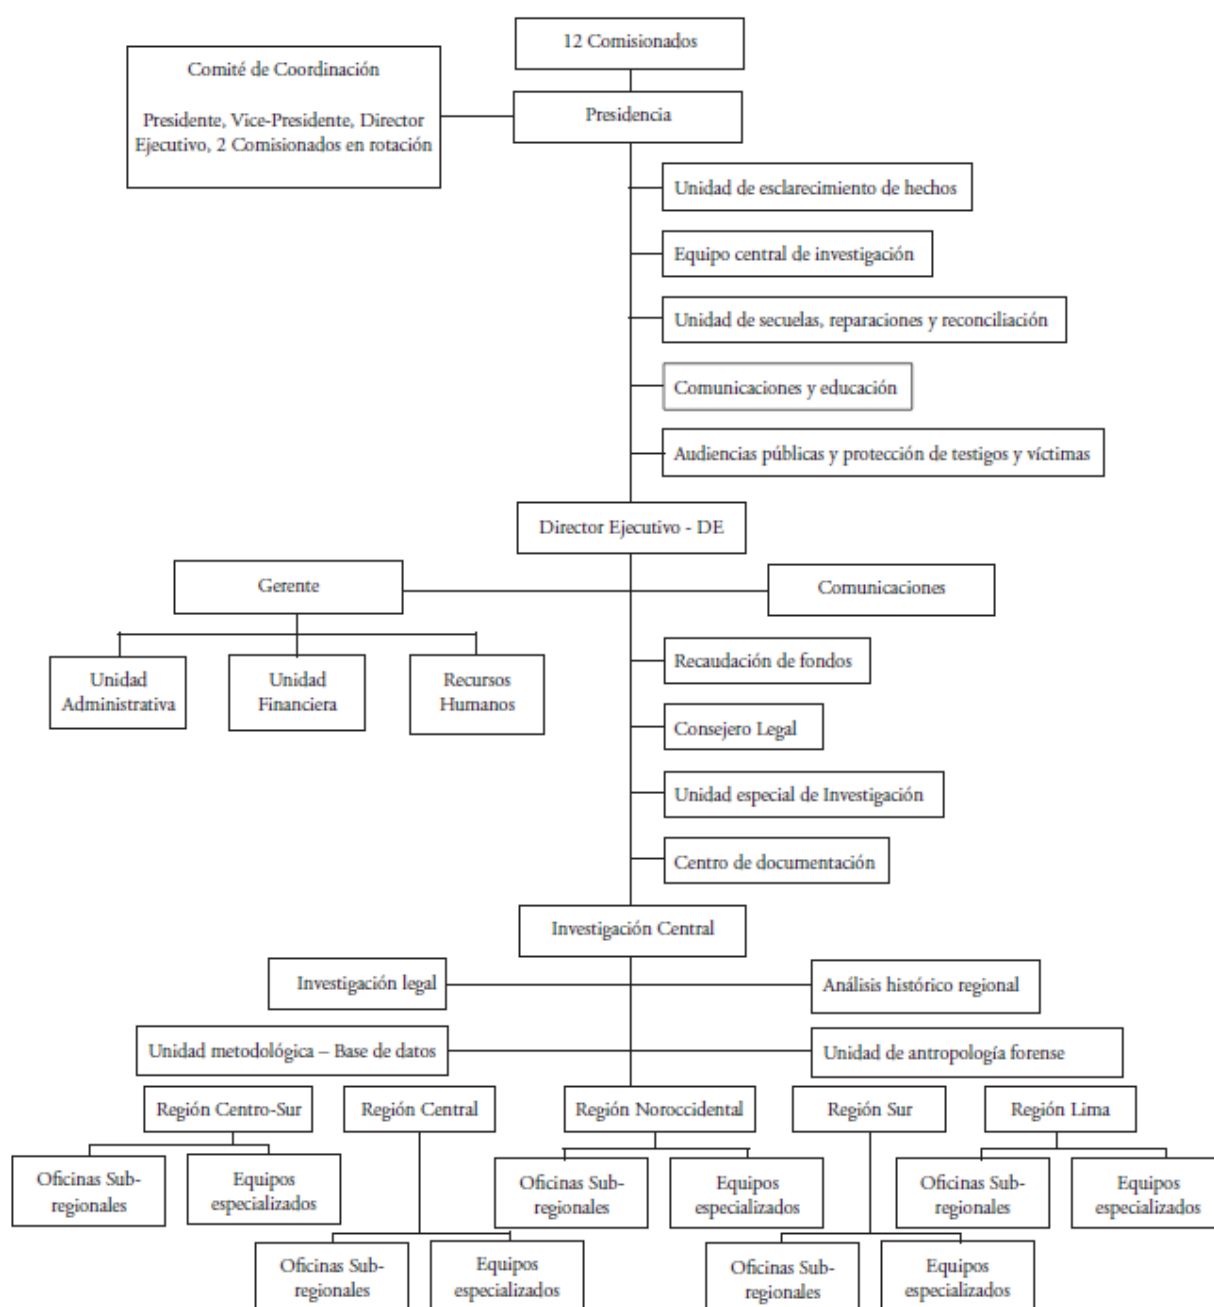 12 Comisionados
Comité de Coordinación
Presidente, Vice-Presidente, Director
Ejecutivo, 2 Comisionados en rotación
Presidencia
Unidad de esclarecimiento de hechos
Equipo central de investigación
Unidad de secuelas, reparaciones y reconciliación
Comunicaciones y educación
Audiencias públicas y protección de testigos y víctimas
Director Ejecutivo - DE
Gerente
Comunicaciones
Unidad
Administrativa
Unidad
Financiera
Recursos
Humanos
Recaudación de fondos
Consejero Legal
Unidad especial de Investigación
Centro de documentación
Investigación Central
Investigación legal
Análisis histórico regional
Unidad metodológica – Base de datos
Unidad de antropología forense
Región Centro-Sur
Región Central
Región Noroccidental
Región Sur
Región Lima
Oficinas Sub-
regionales
Equipos
especializados
Oficinas Sub-
regionales
Equipos
especializados
Oficinas Sub-
regionales
Equipos
especializados
Oficinas Sub-
regionales
Equipos
especializados
Oficinas Sub-
regionales
Equipos
especializados